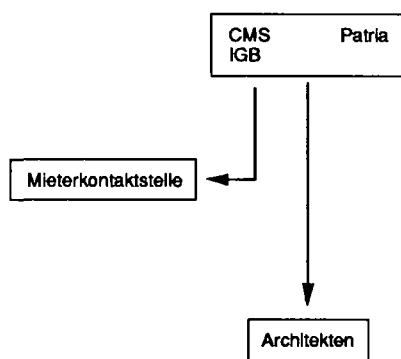 CMS Patria
IGB
Mieterkontaktstelle
Architekten